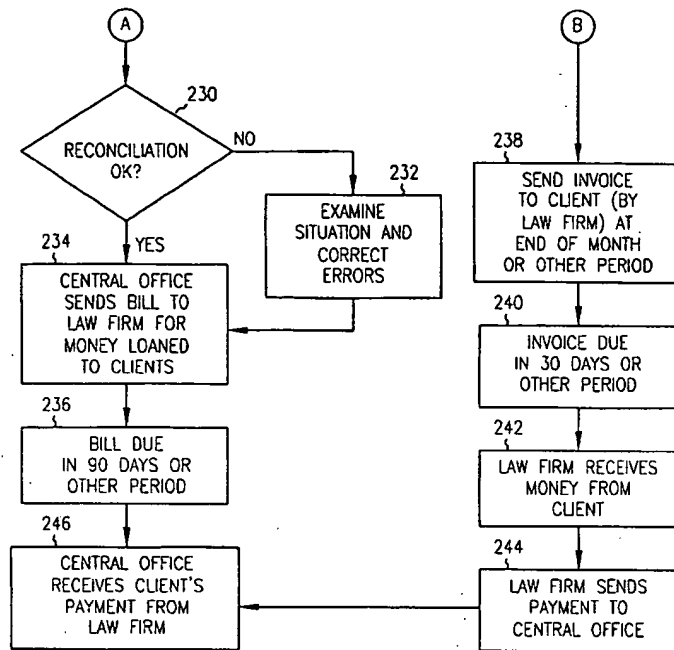 A
230
RECONCILIATION
OK?
NO
YES
232
EXAMINE
SITUATION AND
CORRECT
ERRORS
234
CENTRAL OFFICE
SENDS BILL TO
LAW FIRM FOR
MONEY LOANED
TO CLIENTS
236
BILL DUE
IN 90 DAYS OR
OTHER PERIOD
246
CENTRAL OFFICE
RECEIVES CLIENT'S
PAYMENT FROM
LAW FIRM
B
238
SEND INVOICE
TO CLIENT (BY
LAW FIRM) AT
END OF MONTH
OR OTHER PERIOD
240
INVOICE DUE
IN 30 DAYS OR
OTHER PERIOD
242
LAW FIRM RECEIVES
MONEY FROM
CLIENT
244
LAW FIRM SENDS
PAYMENT TO
CENTRAL OFFICE